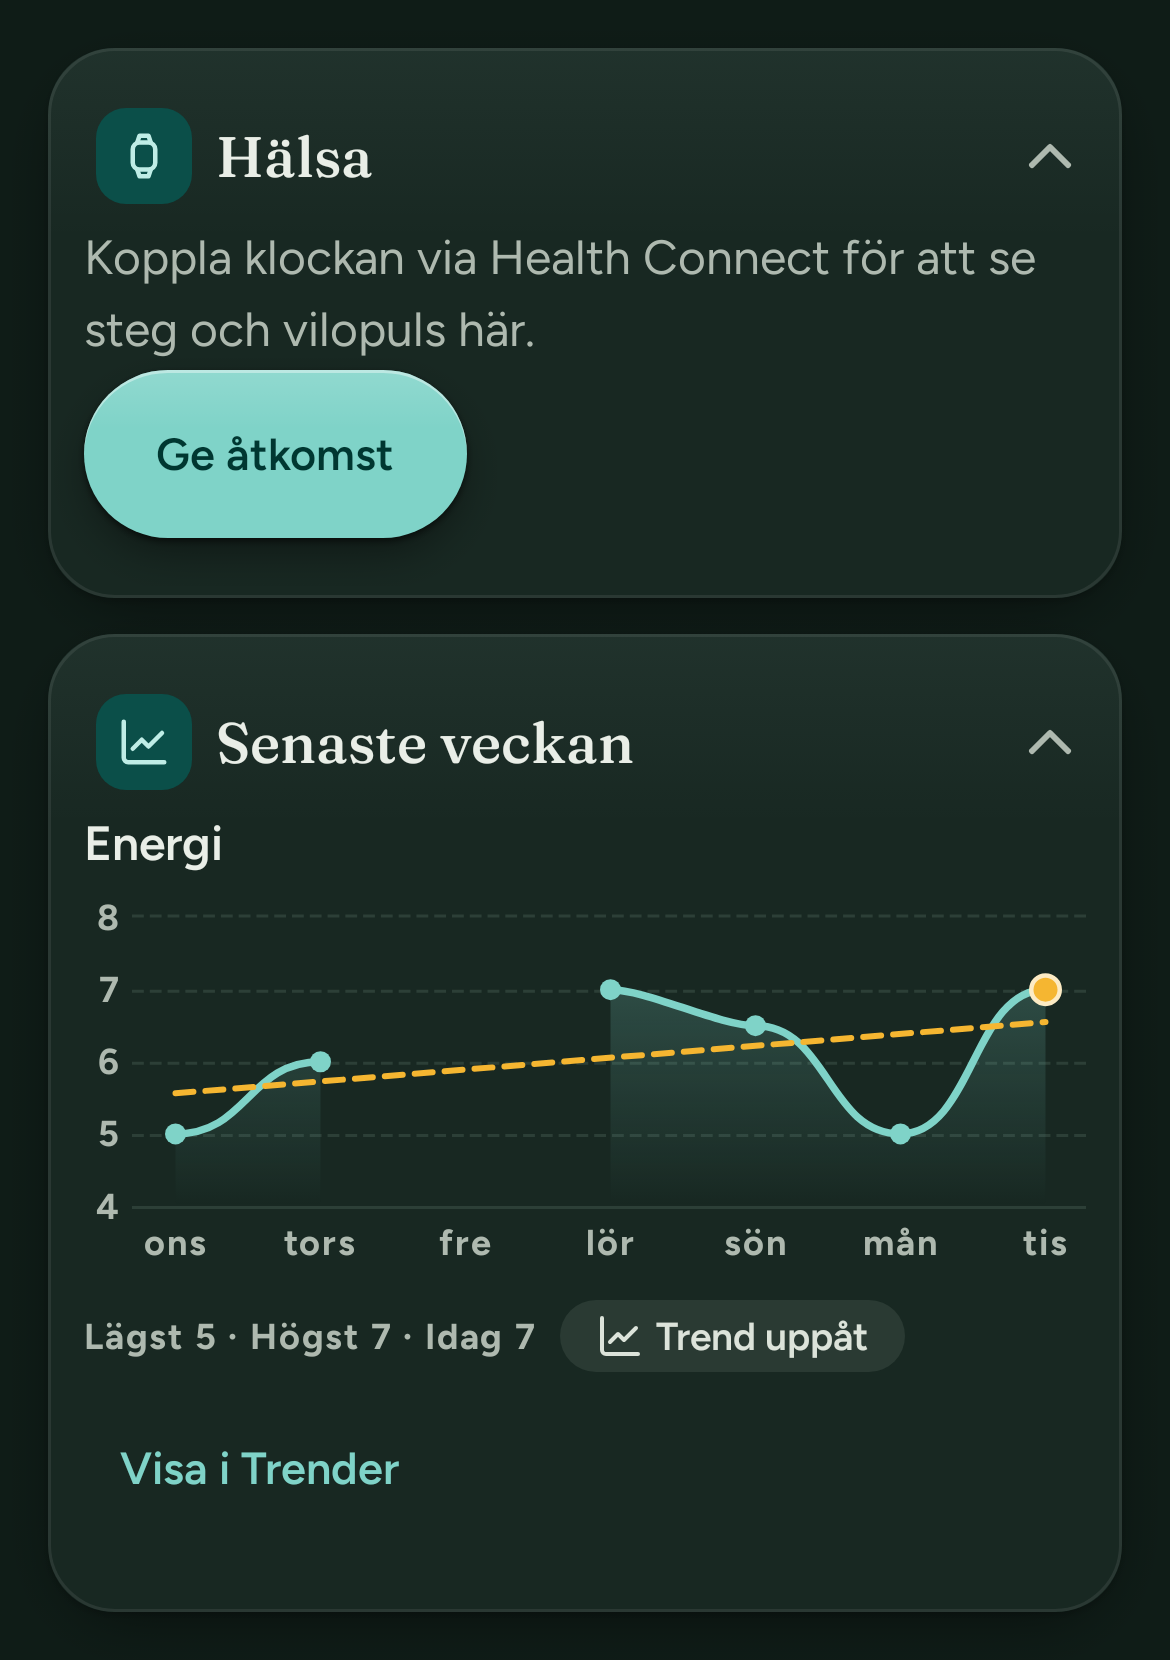 Hälsa
Koppla klockan via Health Connect för att se
steg och vilopuls här.
Ge åtkomst
Senaste veckan
Energi
8
7
6
5
4
ons tors fre lör sön mån tis
Lägst 5 · Högst 7 · Idag 7 Trend uppåt
Visa i Trender